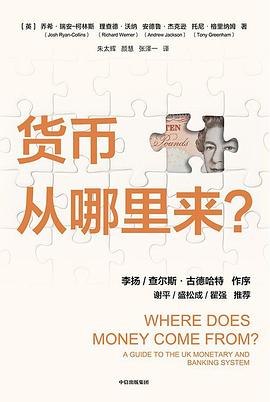 [英] 乔希·瑞安-柯林斯 理查德·沃纳 安德鲁·杰克逊 托尼·格里纳姆 著
(Josh Ryan-Collins) (Richard Werner) (Andrew Jackson) (Tony Greenham)
朱太辉 颜慧 张泽一 译
货币
TEN
Pounds
从哪里来?
李扬/查尔斯·古德哈特 作序
谢平/盛松成/瞿强 推荐
WHERE DOES
MONEY COME FROM?
A GUIDE TO THE UK MONETARY AND
BANKING SYSTEM
中信出版集团